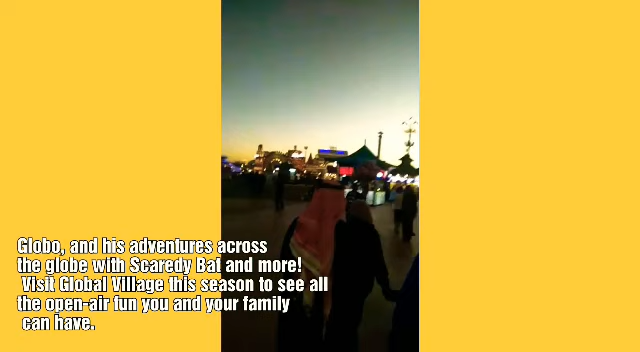 Globo, and his adventures across
the globe with Scaredy Bat and more!
Visit Global Village this season to see all
the open-air fun you and your family
can have.